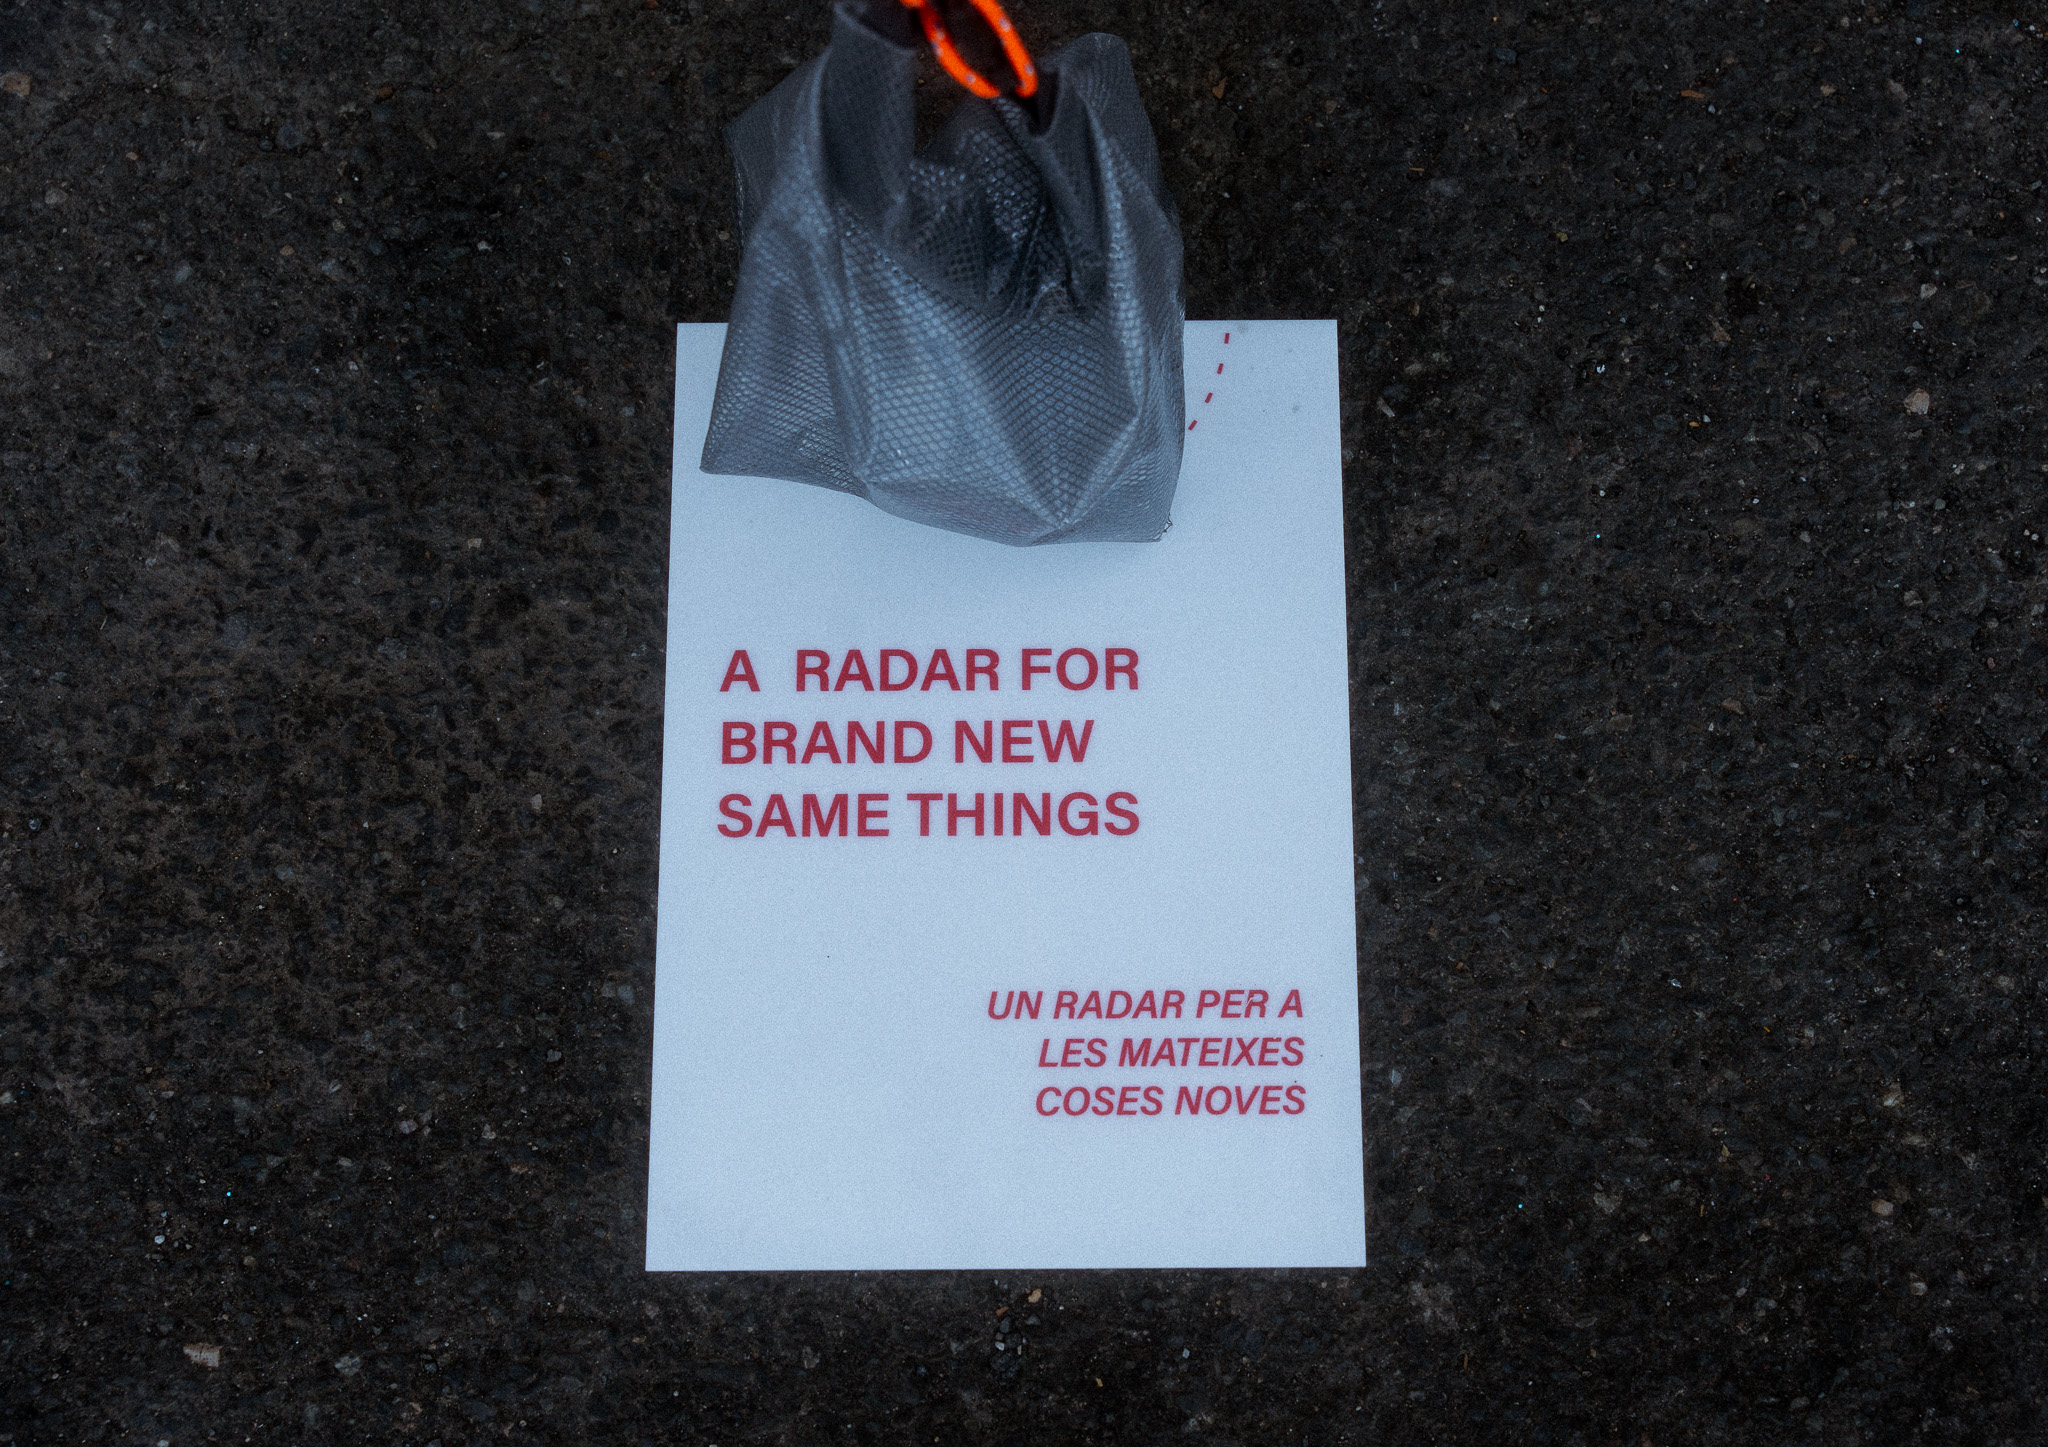 A RADAR FOR
BRAND NEW
SAME THINGS
UN RADAR PER A
LES MATEIXES
COSES NOVES